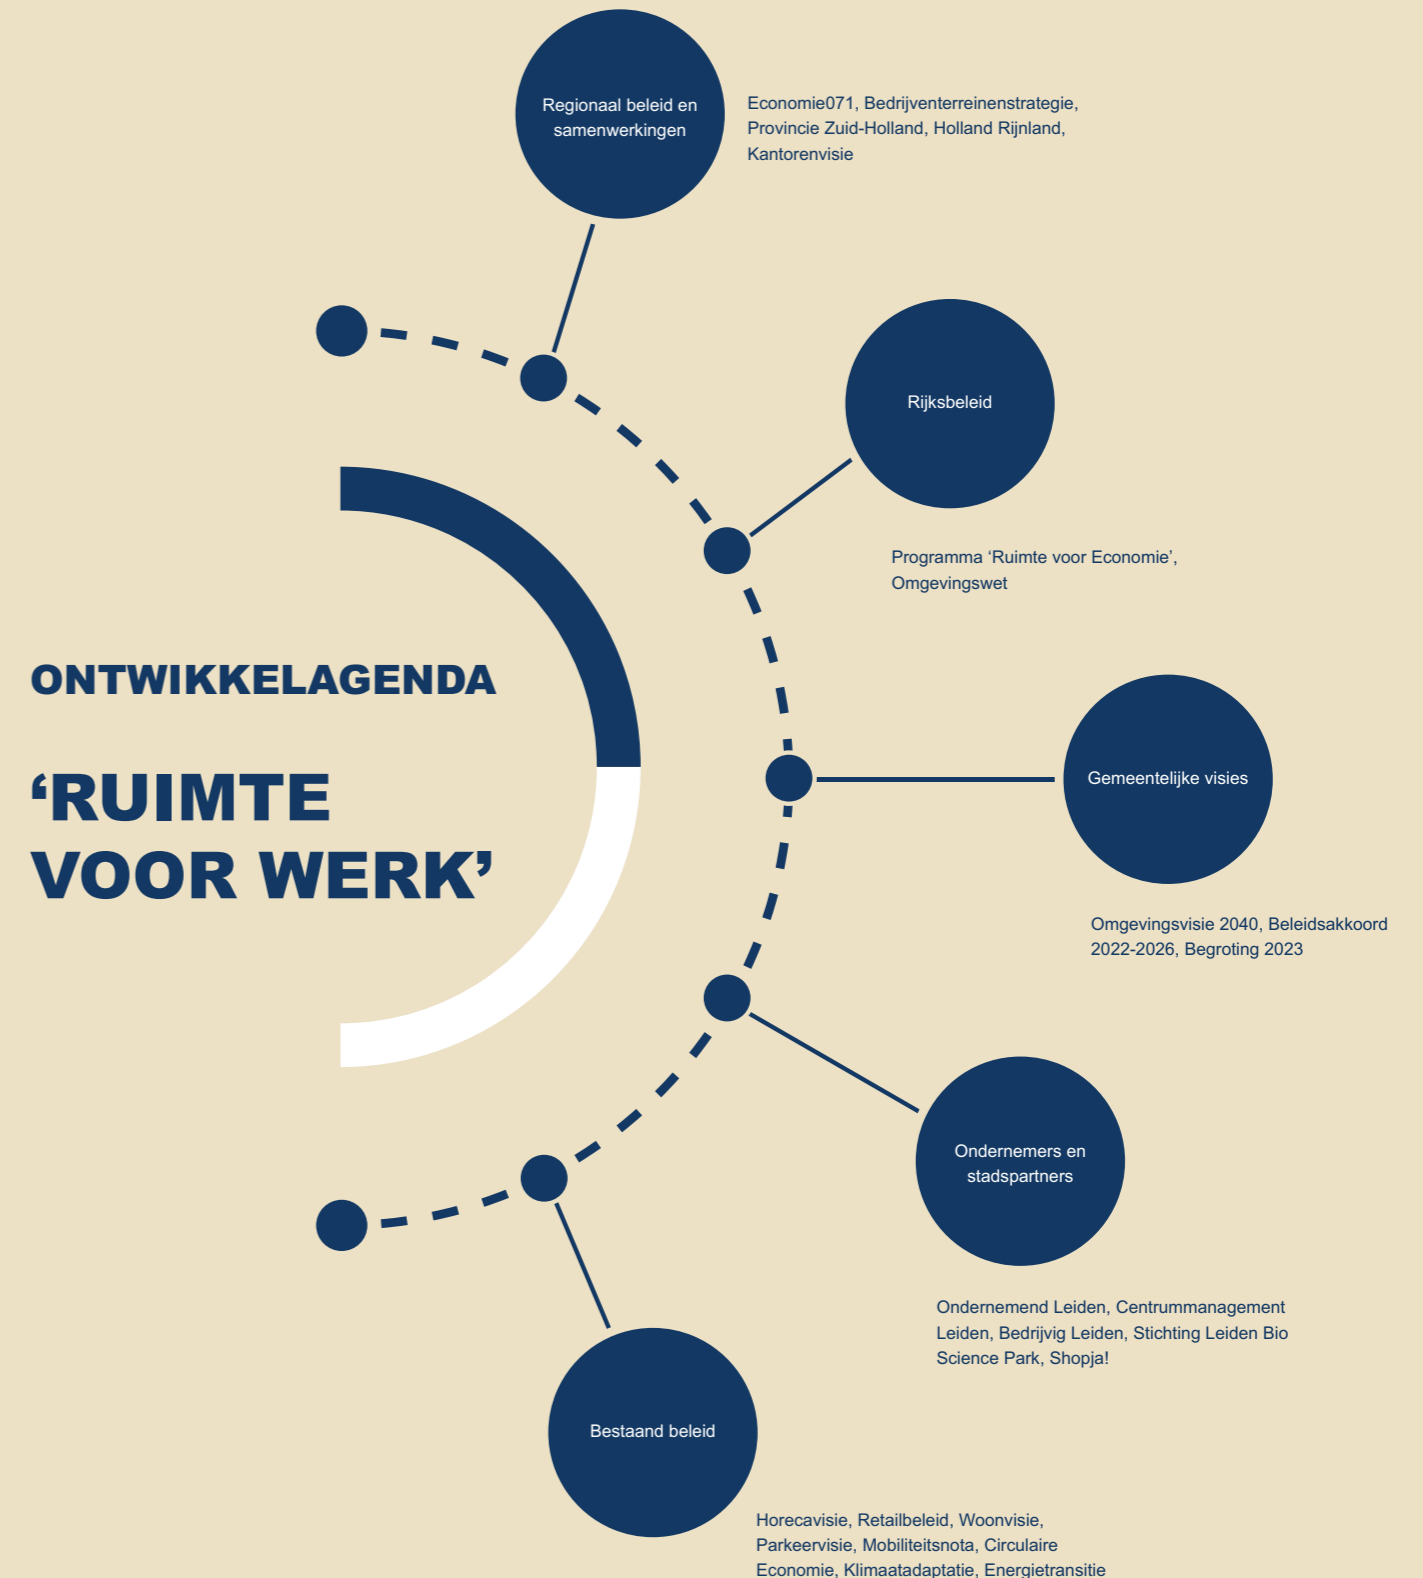 Regionaal beleid en
samenwerkingen
Economie071, Bedrijventerreinenstrategie,
Provincie Zuid-Holland, Holland Rijnland,
Kantorenvisie
Rijksbeleid
Programma ‘Ruimte voor Economie’,
Omgevingswet
ONTWIKKELAGENDA
‘RUIMTE
VOOR WERK’
Gemeentelijke visies
Omgevingsvisie 2040, Beleidsakkoord
2022-2026, Begroting 2023
Ondernemers en
stadspartners
Ondernemend Leiden, Centrummanagement
Leiden, Bedrijvig Leiden, Stichting Leiden Bio
Science Park, Shopja!
Bestaand beleid
Horecavisie, Retailbeleid, Woonvisie,
Parkeervisie, Mobiliteitsnota, Circulaire
Economie, Klimaatadaptatie, Energietransitie